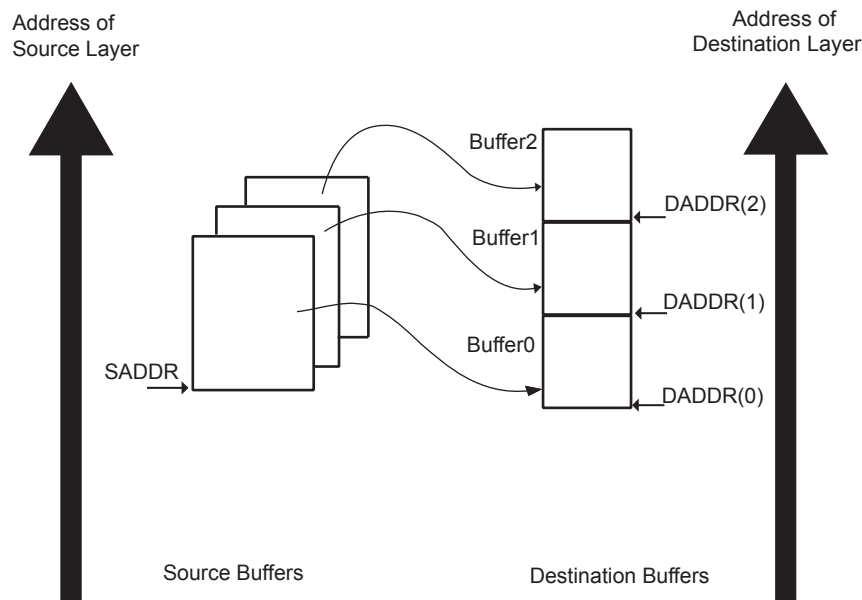 Address of
Source Layer
Address of
Destination Layer
Buffer2
DADDR(2)
Buffer1
DADDR(1)
Buffer0
SADDR
DADDR(0)
Source Buffers
Destination Buffers